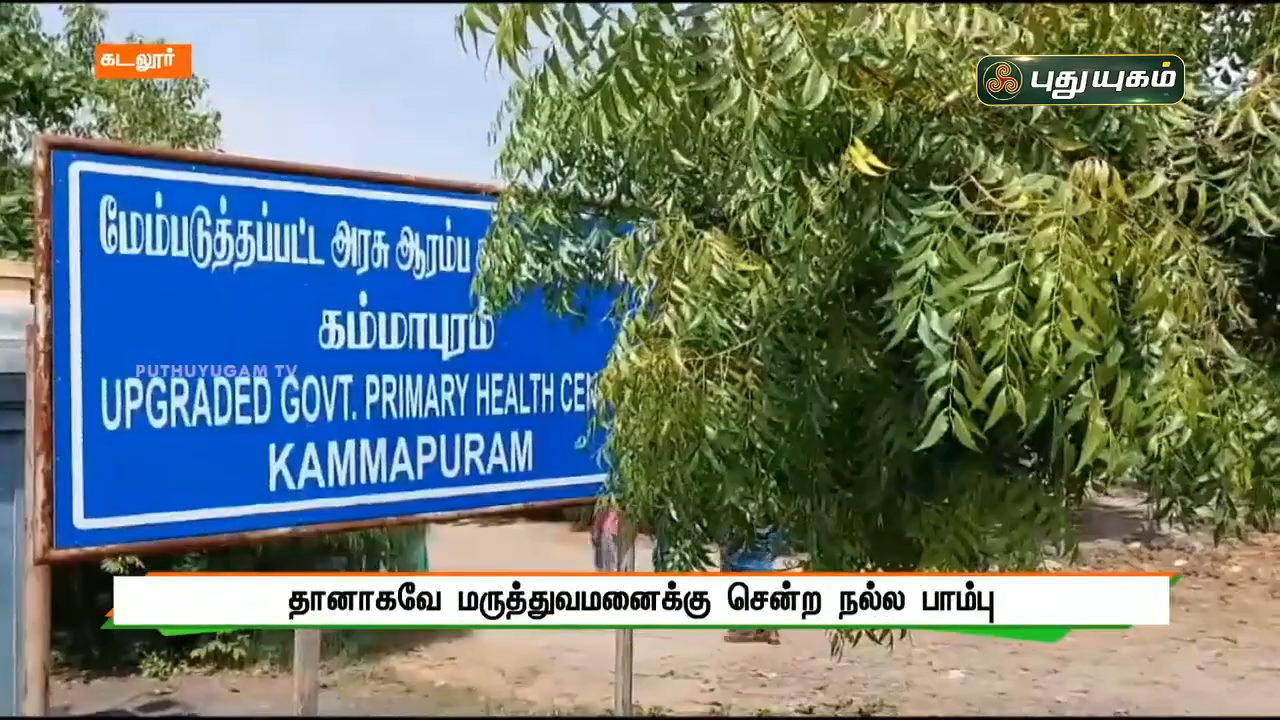 கடலூர்
புதுயுகம்
மேம்படுத்தப்பட்ட அரசு ஆரம்ப
கம்மாபுரம்
PUTHUYUGAM TV
UPGRADED GOVT. PRIMARY HEALTH
KAMMAPURAM
தானாகவே மருத்துவமனைக்கு சென்ற நல்ல பாம்பு